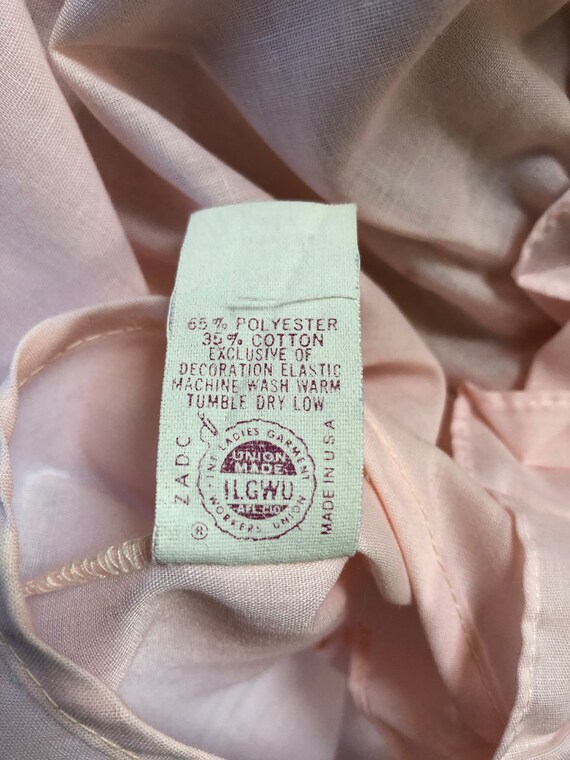 65% POLYESTER
35% COTTON
EXCLUSIVE OF
DECORATION ELASTIC
MACHINE WASH WARM
TUMBLE DRY LOW
ZADC
®
INT. LADIES GARMENT
WORKERS UNION
UNION
MADE
ILGWU
AFL-CIO
MADE IN USA